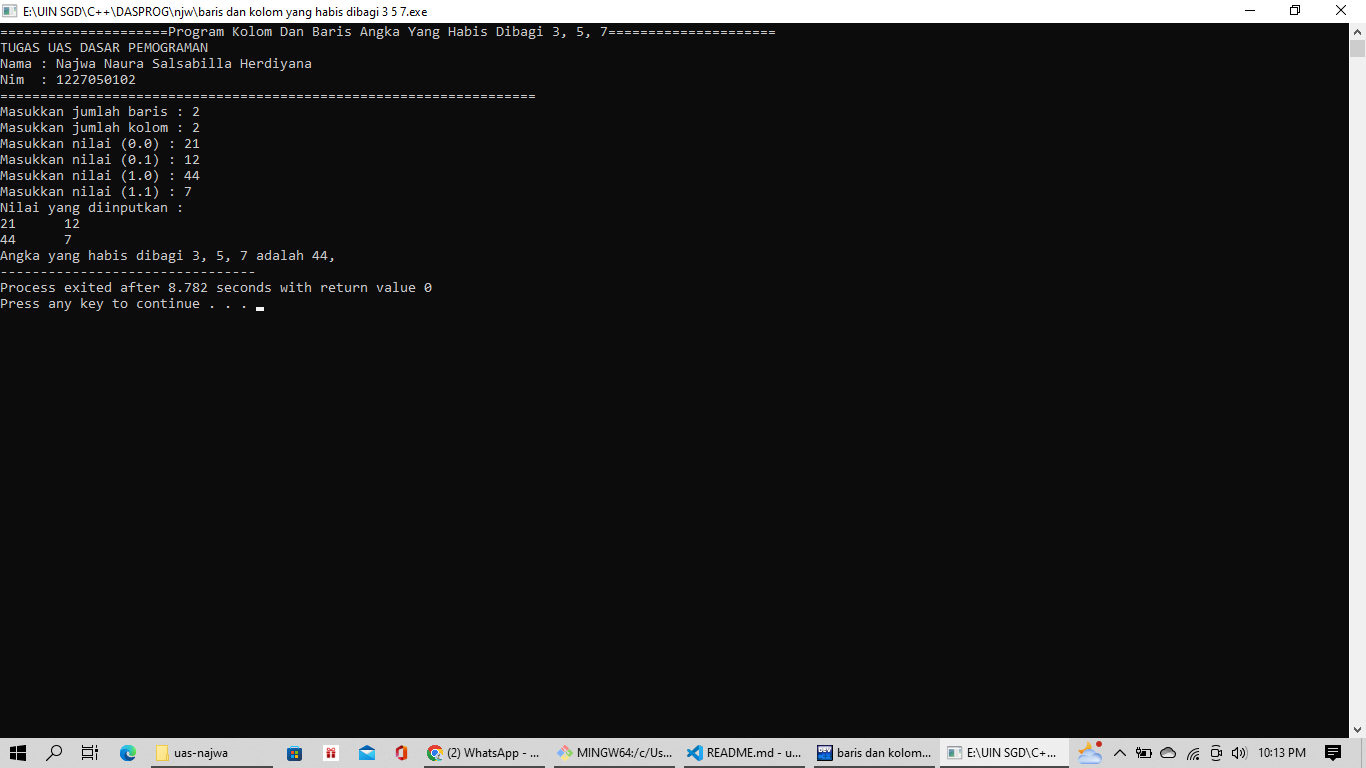 E:\UIN SGD\C++\DASPROG\njw\baris dan kolom yang habis dibagi 3 5 7.exe
=====================Program Kolom Dan Baris Angka Yang Habis Dibagi 3, 5, 7=====================
TUGAS UAS DASAR PEMOGRAMAN
Nama : Najwa Naura Salsabilla Herdiyana
Nim  : 1227050102
===================================================================
Masukkan jumlah baris : 2
Masukkan jumlah kolom : 2
Masukkan nilai (0.0) : 21
Masukkan nilai (0.1) : 12
Masukkan nilai (1.0) : 44
Masukkan nilai (1.1) : 7
Nilai yang diinputkan :
21      12
44      7
Angka yang habis dibagi 3, 5, 7 adalah 44,
--------------------------------
Process exited after 8.782 seconds with return value 0
Press any key to continue . . .
uas-najwa (2) WhatsApp - ... MINGW64:/c/Us... README.md - u... DEV baris dan kolom... E:\UIN SGD\C+... 10:13 PM